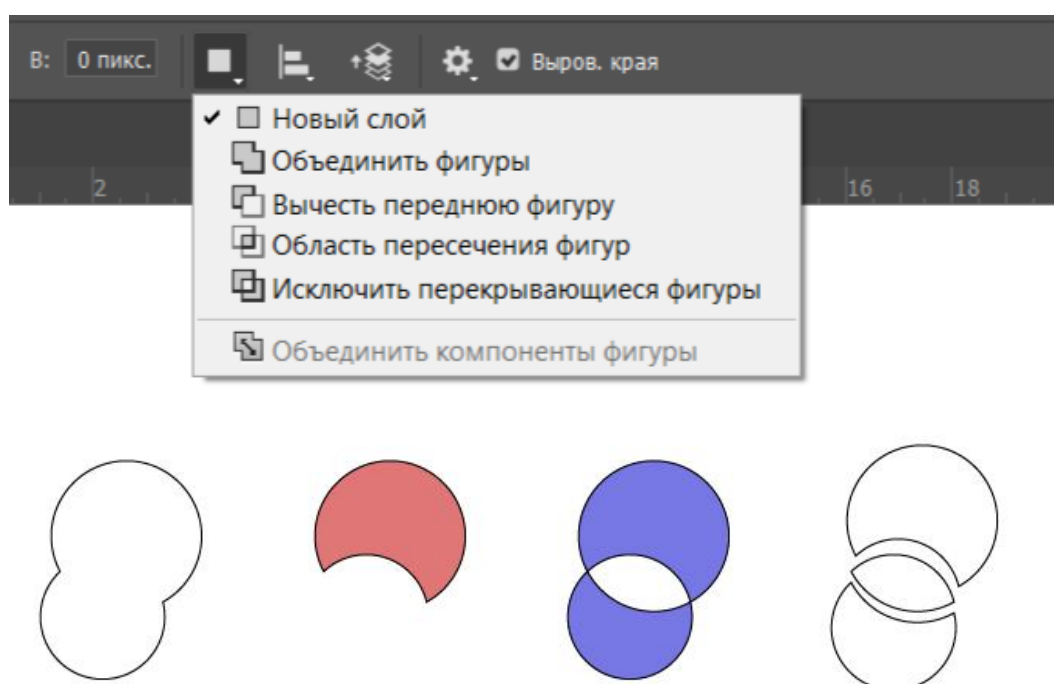 В: 0 пикс. Выров. края
2 16 18
Новый слой
Объединить фигуры
Вычесть переднюю фигуру
Область пересечения фигур
Исключить перекрывающиеся фигуры
Объединить компоненты фигуры